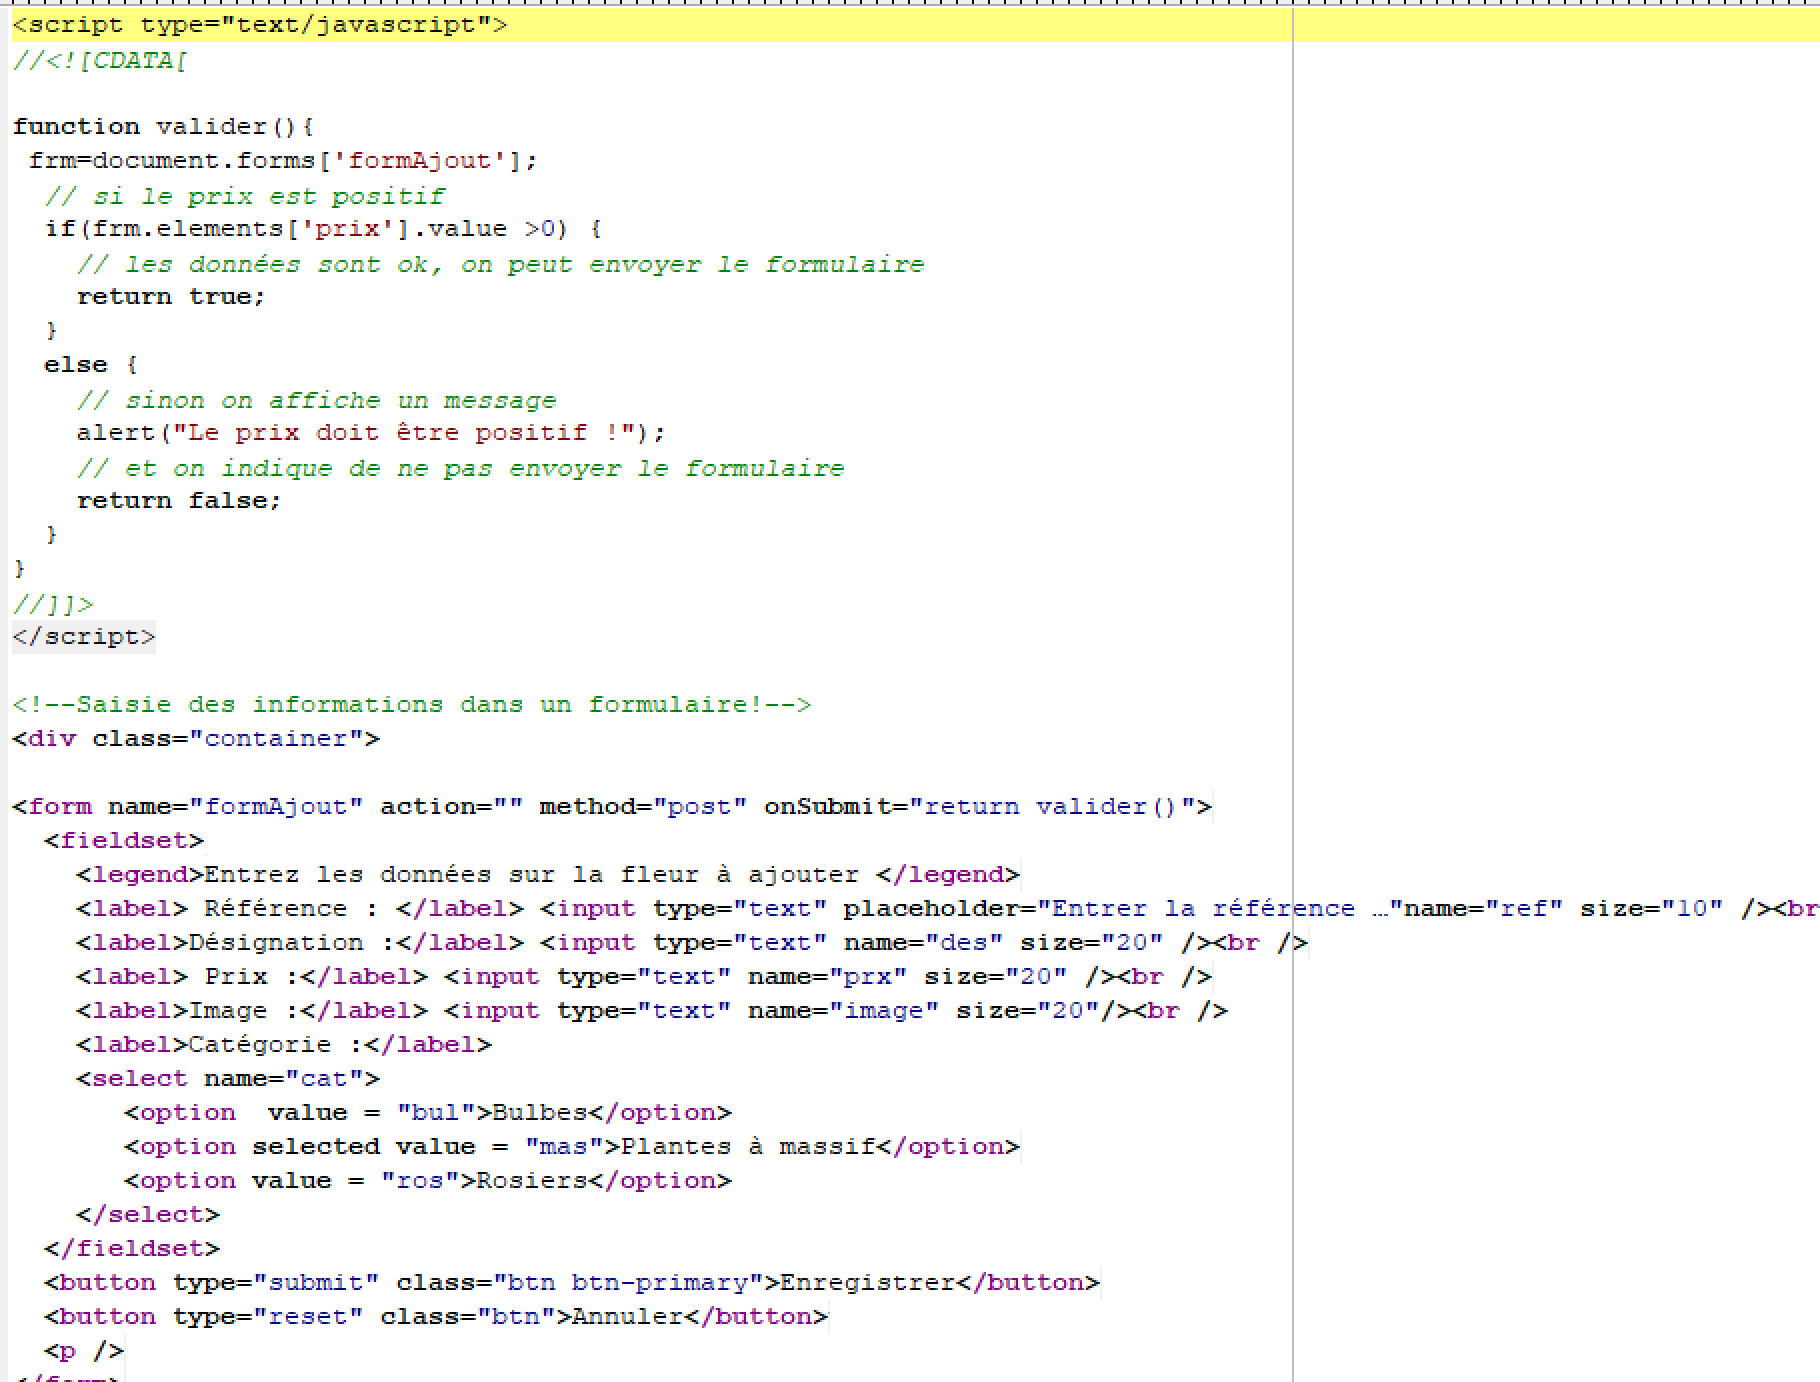 <script type="text/javascript">
//<![CDATA[
function valider(){
frm=document.forms['formAjout'];
// si le prix est positif
if(frm.elements['prix'].value >0) {
// les données sont ok, on peut envoyer le formulaire
return true;
}
else {
// sinon on affiche un message
alert("Le prix doit être positif !");
// et on indique de ne pas envoyer le formulaire
return false;
}
}
//]]>
</script>
<!--Saisie des informations dans un formulaire!-->
<div class="container">
<form name="formAjout" action="" method="post" onSubmit="return valider()">
<fieldset>
<legend>Entrez les données sur la fleur à ajouter </legend>
<label> Référence : </label> <input type="text" placeholder="Entrer la référence …"name="ref" size="10" /><br
<label>Désignation :</label> <input type="text" name="des" size="20" /><br />
<label> Prix :</label> <input type="text" name="prx" size="20" /><br />
<label>Image :</label> <input type="text" name="image" size="20"/><br />
<label>Catégorie :</label>
<select name="cat">
<option  value = "bul">Bulbes</option>
<option selected value = "mas">Plantes à massif</option>
<option value = "ros">Rosiers</option>
</select>
</fieldset>
<button type="submit" class="btn btn-primary">Enregistrer</button>
<button type="reset" class="btn">Annuler</button>
<p />